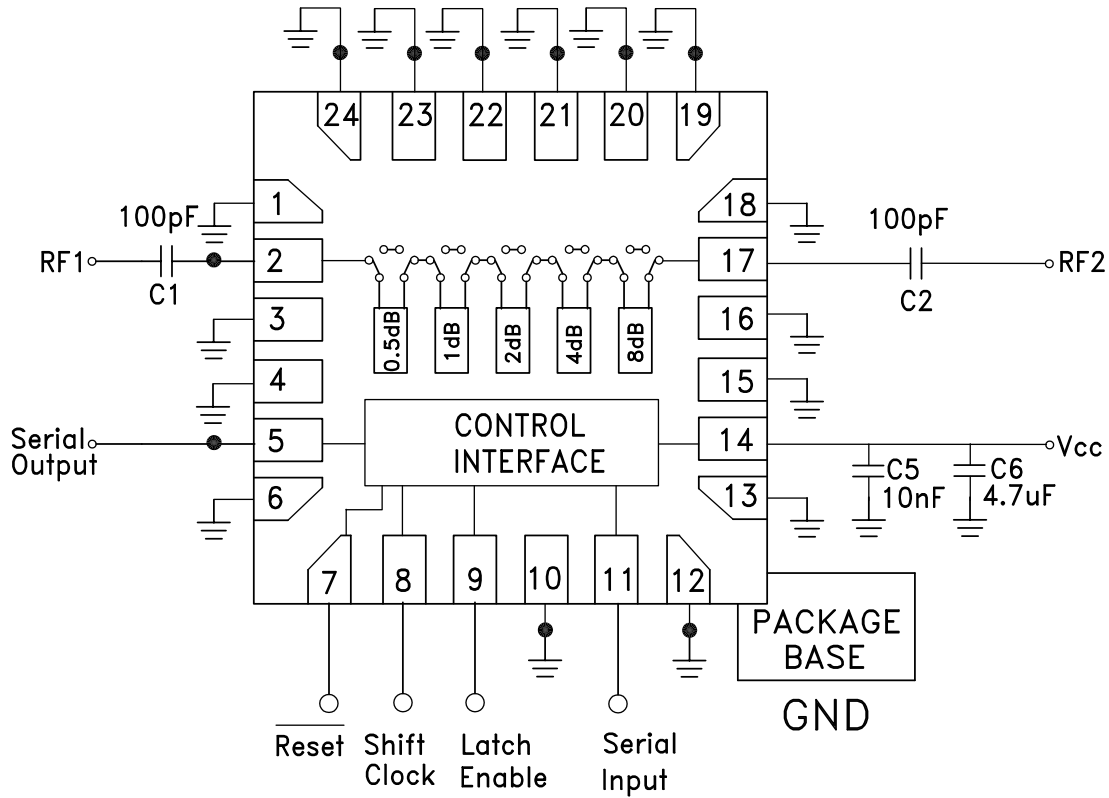 24 23 22 21 20 19
1
18
100pF
100pF
RF1
C1
2
17
C2
RF2
3
16
0.5dB
1dB
2dB
4dB
8dB
4
15
Serial
Output
5
CONTROL
INTERFACE
14
Vcc
C5
10nF
C6
4.7uF
6
13
7 8 9 10 11 12
PACKAGE
BASE
GND
Reset
Shift
Clock
Latch
Enable
Serial
Input